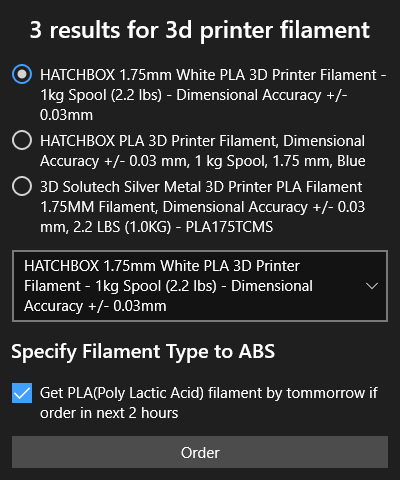 3 results for 3d printer filament
HATCHBOX 1.75mm White PLA 3D Printer Filament -
1kg Spool (2.2 lbs) - Dimensional Accuracy +/-
0.03mm
HATCHBOX PLA 3D Printer Filament, Dimensional
Accuracy +/- 0.03 mm, 1 kg Spool, 1.75 mm, Blue
3D Solutech Silver Metal 3D Printer PLA Filament
1.75MM Filament, Dimensional Accuracy +/- 0.03
mm, 2.2 LBS (1.0KG) - PLA175TCMS
HATCHBOX 1.75mm White PLA 3D Printer
Filament - 1kg Spool (2.2 lbs) - Dimensional
Accuracy +/- 0.03mm
Specify Filament Type to ABS
Get PLA(Poly Lactic Acid) filament by tommorrow if
order in next 2 hours
Order